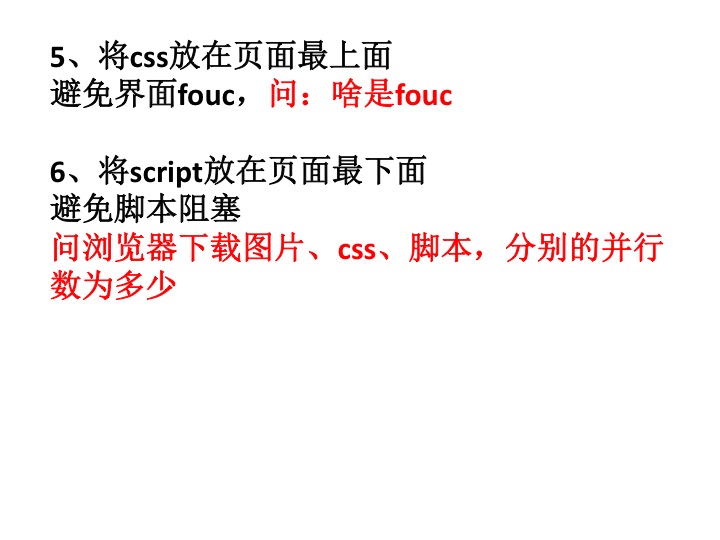 5、将css放在页面最上面
避免界面fouc，问：啥是fouc
6、将script放在页面最下面
避免脚本阻塞
问浏览器下载图片、css、脚本，分别的并行
数为多少